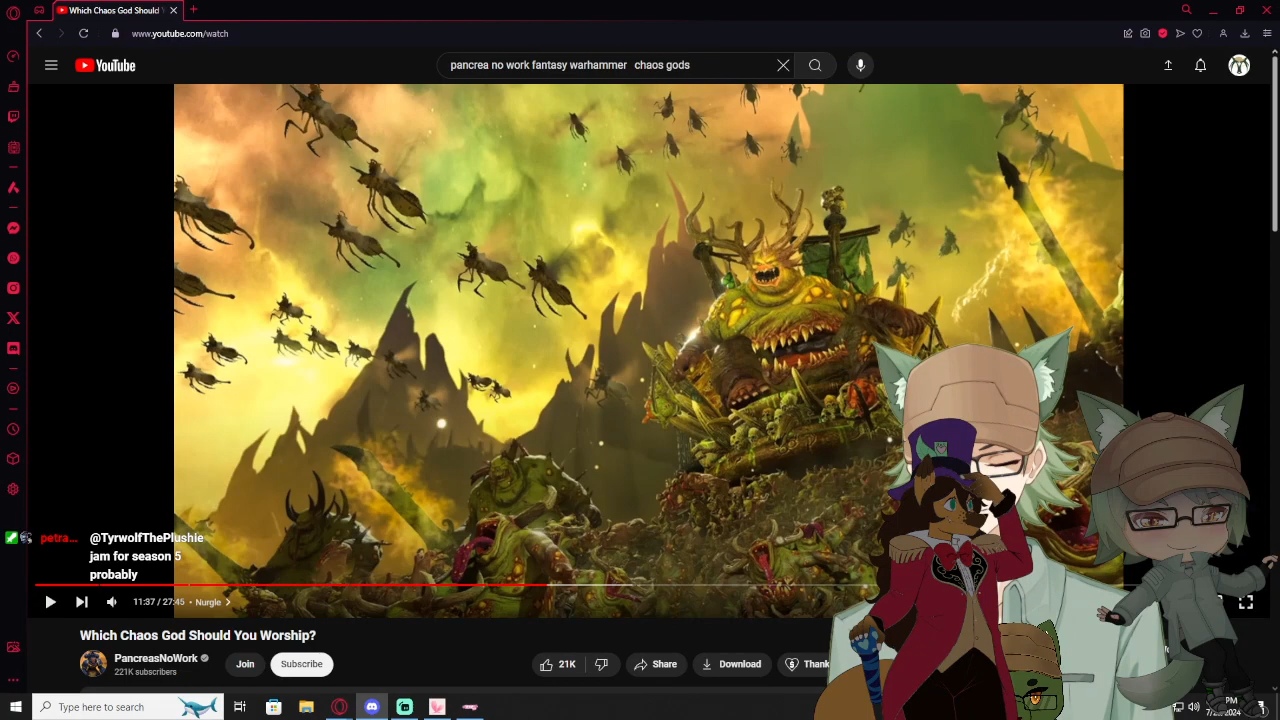 Which Chaos God Should
www.youtube.com/watch
YouTube
pancrea no work fantasy warhammer chaos gods
petra...
@TyrwolfThePlushie
jam for season 5
probably
11:37 / 27:45 • Nurgle
Which Chaos God Should You Worship?
PancreasNoWork
221K subscribers
Join
Subscribe
21K
Share
Download
Thank
Type here to search
PM